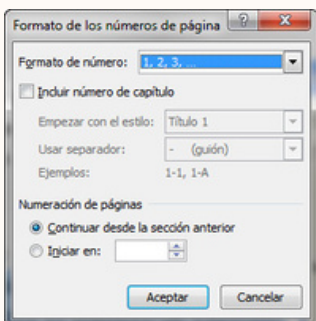 Formato de los números de página
Formato de número: 1, 2, 3, ...
Incluir número de capítulo
Empezar con el estilo: Título 1
Usar separador: - (guión)
Ejemplos: 1-1, 1-A
Numeración de páginas
Continuar desde la sección anterior
Iniciar en:
Aceptar Cancelar